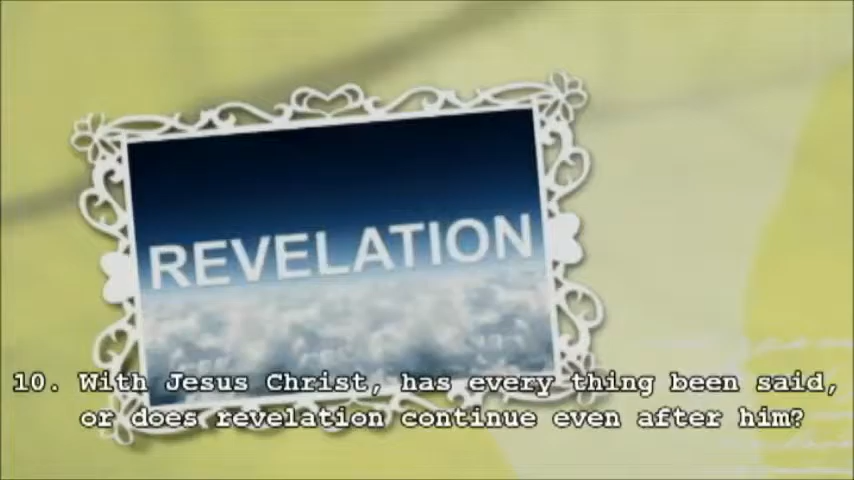 REVELATION
10. With Jesus Christ, has every thing been said,
or does revelation continue even after him?